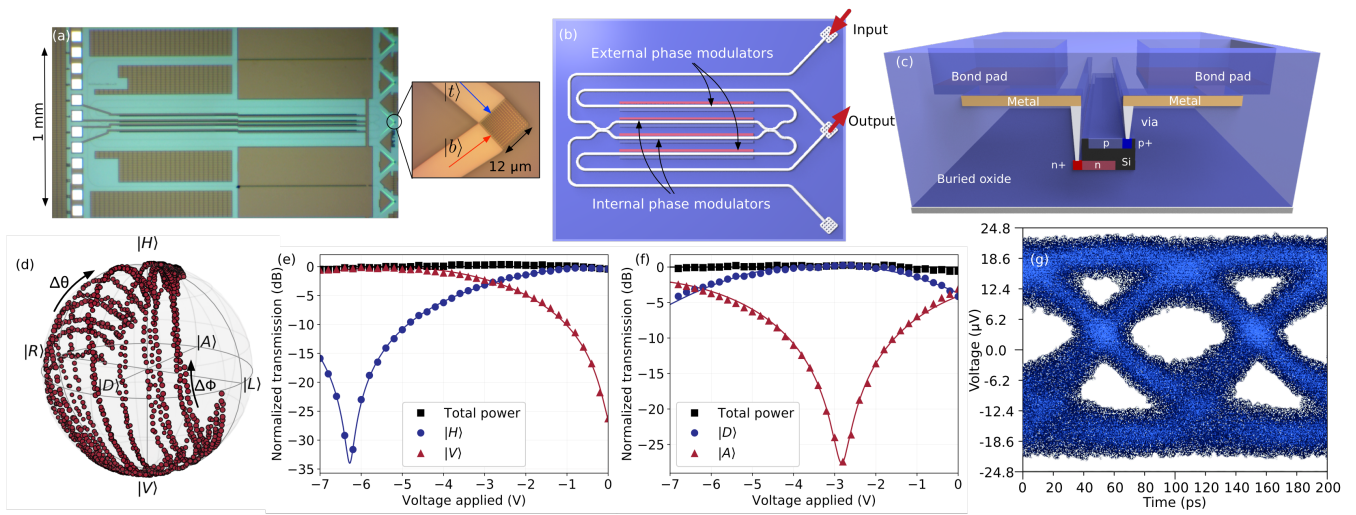 (a)
1 mm
|t⟩
|b⟩
12 μm
(b)
External phase modulators
Internal phase modulators
Input
Output
(c)
Bond pad
Bond pad
Metal
Metal
via
p
p+
n+
n
Si
Buried oxide
(d)
|H⟩
Δθ
|R⟩
|A⟩
|D⟩
ΔΦ
|L⟩
|V⟩
(e)
Normalized transmission (dB)
0
−5
−10
−15
−20
−25
−30
−35
Total power
|H⟩
|V⟩
−7 −6 −5 −4 −3 −2 −1 0
Voltage applied (V)
(f)
Normalized transmission (dB)
0
−5
−10
−15
−20
−25
Total power
|D⟩
|A⟩
−7 −6 −5 −4 −3 −2 −1 0
Voltage applied (V)
(g)
Voltage (μV)
24.8
18.6
12.4
6.2
0.0
-6.2
-12.4
-18.6
-24.8
0 20 40 60 80 100 120 140 160 180 200
Time (ps)